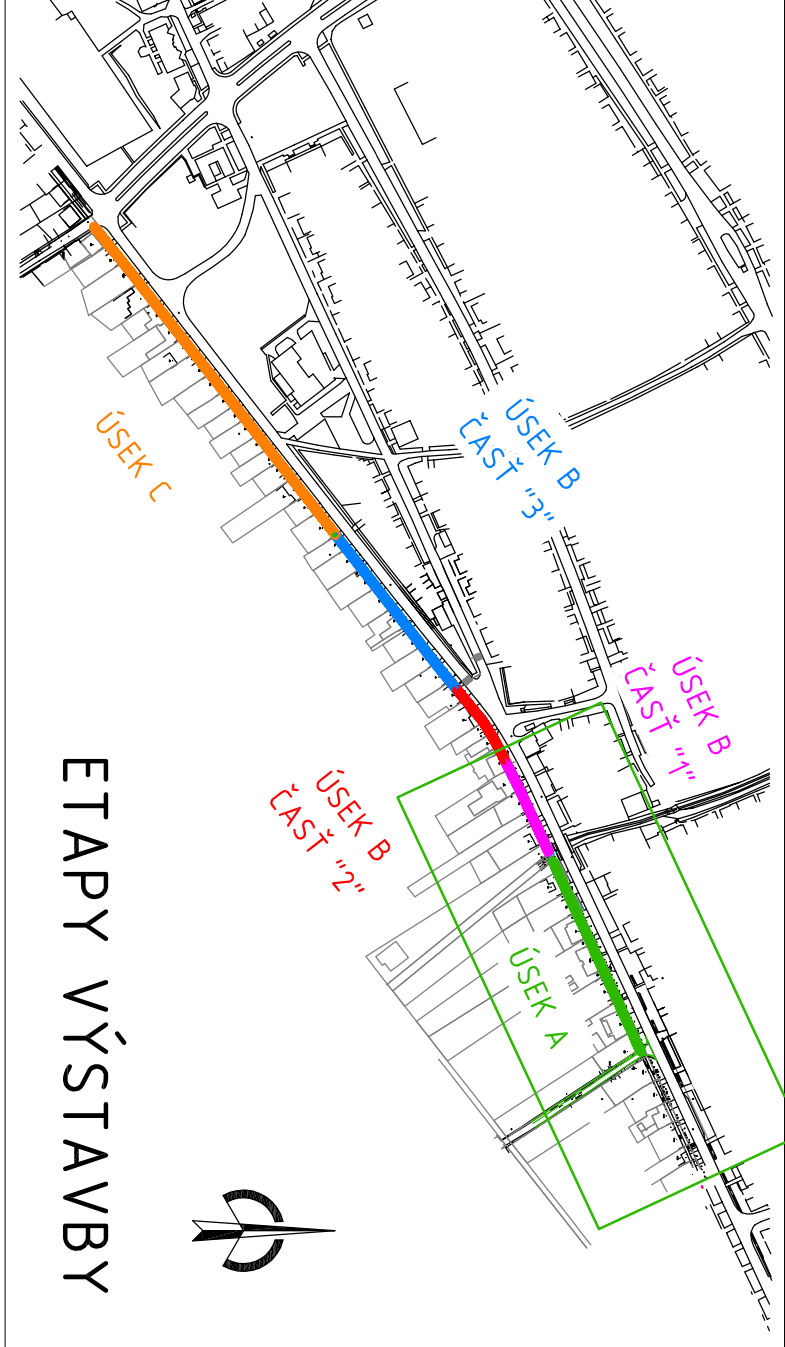 ÚSEK B
ČASŤ "3"
ÚSEK B
ČASŤ "1"
ÚSEK C
ÚSEK B
ČASŤ "2"
ÚSEK A
ETAPY VÝSTAVBY